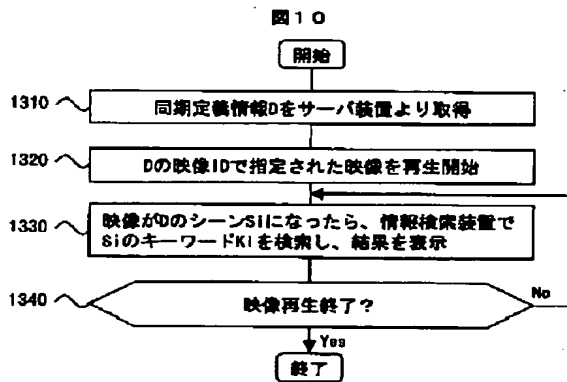 図10
開始
1310
同期定義情報Dをサーバ装置より取得
1320
Dの映像IDで指定された映像を再生開始
1330
映像がDのシーンSiになったら、情報検索装置で
SiのキーワードKiを検索し、結果を表示
1340
映像再生終了?
No
Yes
終了